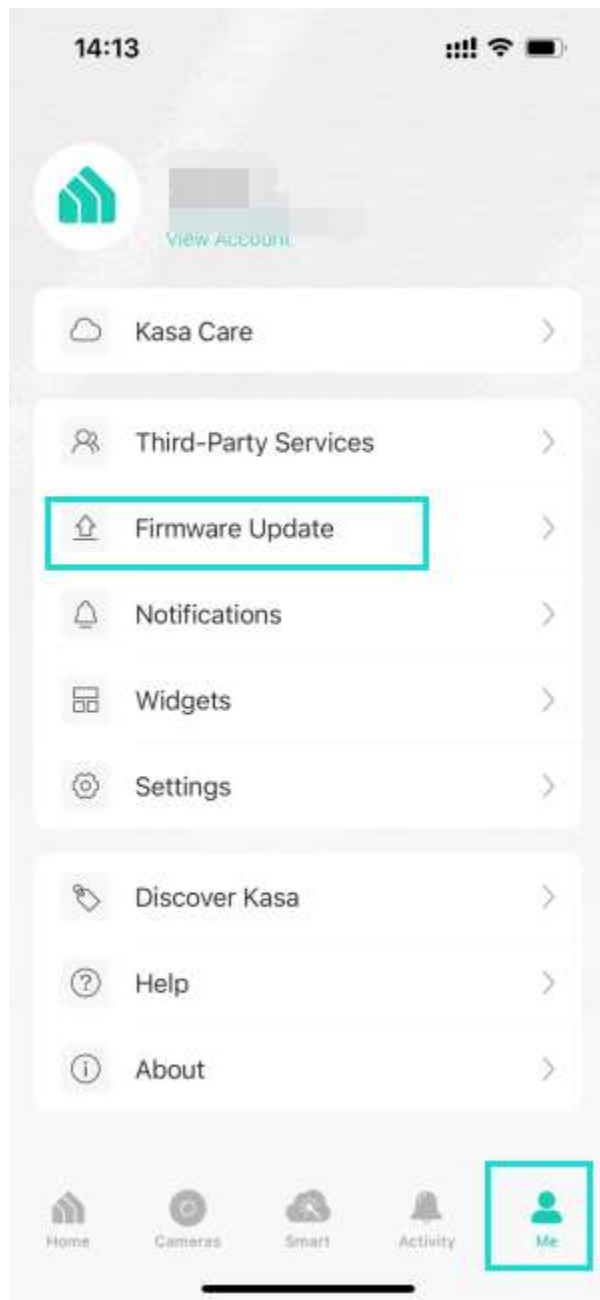 14:13
View Account
Kasa Care
Third-Party Services
Firmware Update
Notifications
Widgets
Settings
Discover Kasa
Help
About
Home Cameras Smart Activity Me